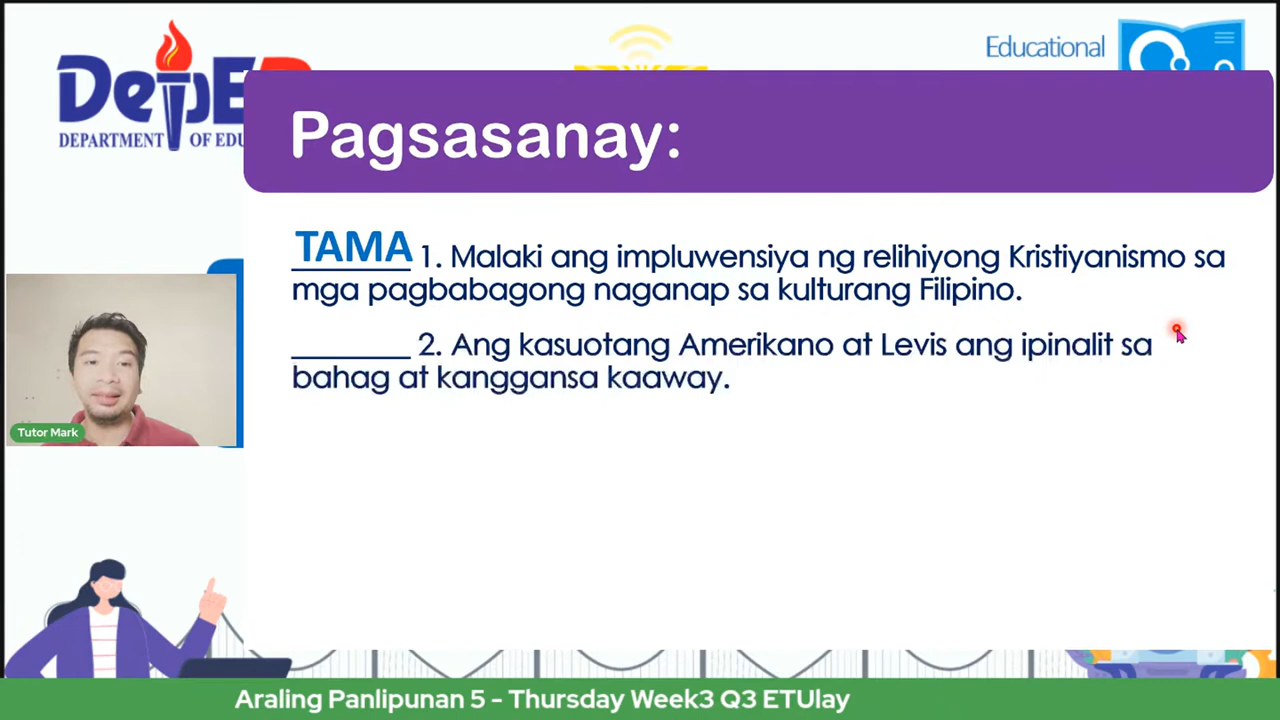 Educational
DepED
DEPARTMENT OF EDU
Pagsasanay:
TAMA 1. Malaki ang impluwensiya ng relihiyong Kristiyanismo sa
mga pagbabagong naganap sa kulturang Filipino.
_______ 2. Ang kasuotang Amerikano at Levis ang ipinalit sa
bahag at kanggansa kaaway.
Tutor Mark
Araling Panlipunan 5 - Thursday Week3 Q3 ETUlay